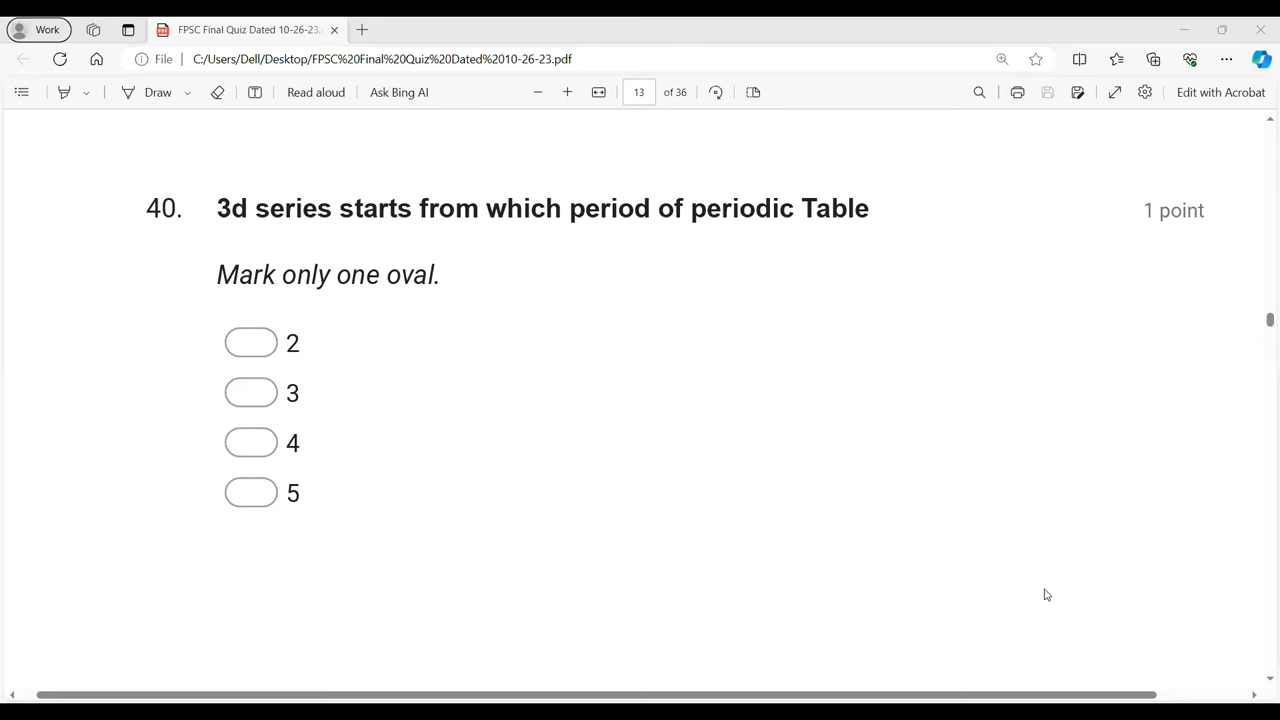 Work
FPSC Final Quiz Dated 10-26-23.
File
C:/Users/Dell/Desktop/FPSC%20Final%20Quiz%20Dated%2010-26-23.pdf
Draw
Read aloud
Ask Bing AI
13
of 36
Edit with Acrobat
40. 3d series starts from which period of periodic Table 1 point
Mark only one oval.
2
3
4
5